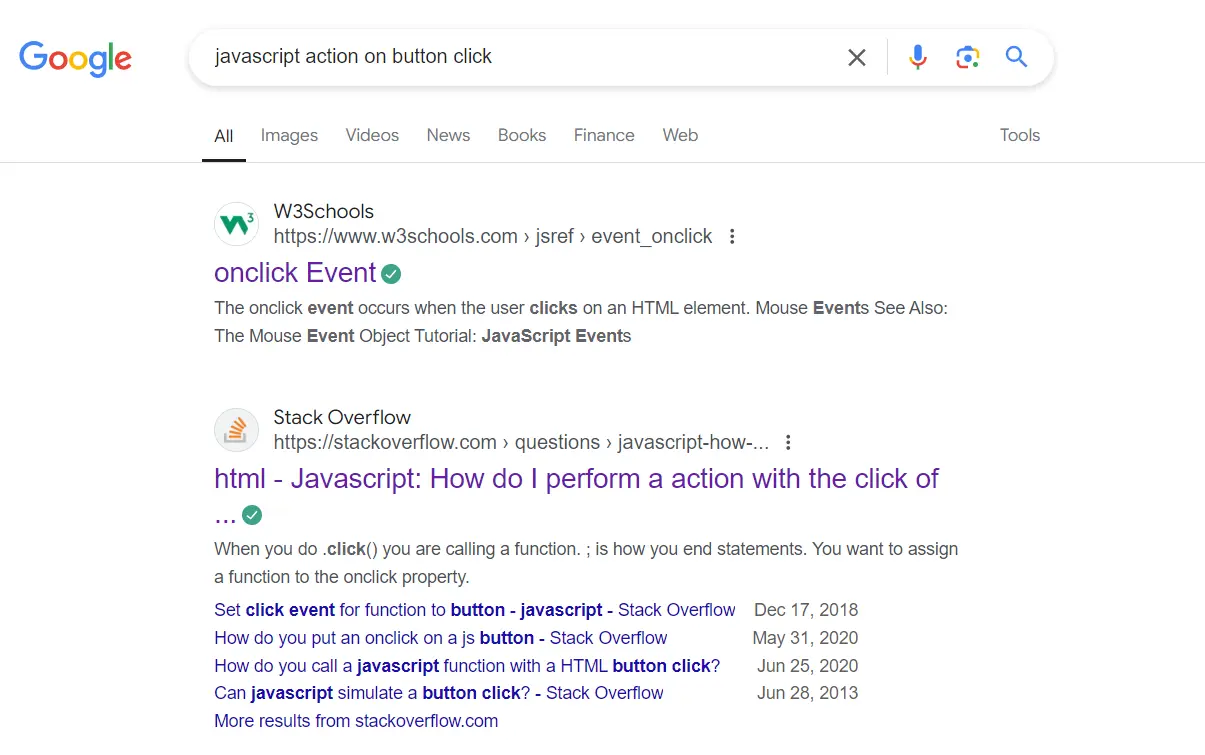 Google
javascript action on button click
All Images Videos News Books Finance Web Tools
W3Schools
https://www.w3schools.com › jsref › event_onclick
onclick Event
The onclick event occurs when the user clicks on an HTML element. Mouse Events See Also:
The Mouse Event Object Tutorial: JavaScript Events
Stack Overflow
https://stackoverflow.com › questions › javascript-how-...
html - Javascript: How do I perform a action with the click of
...
When you do .click() you are calling a function. ; is how you end statements. You want to assign
a function to the onclick property.
Set click event for function to button - javascript - Stack Overflow Dec 17, 2018
How do you put an onclick on a js button - Stack Overflow May 31, 2020
How do you call a javascript function with a HTML button click? Jun 25, 2020
Can javascript simulate a button click? - Stack Overflow Jun 28, 2013
More results from stackoverflow.com